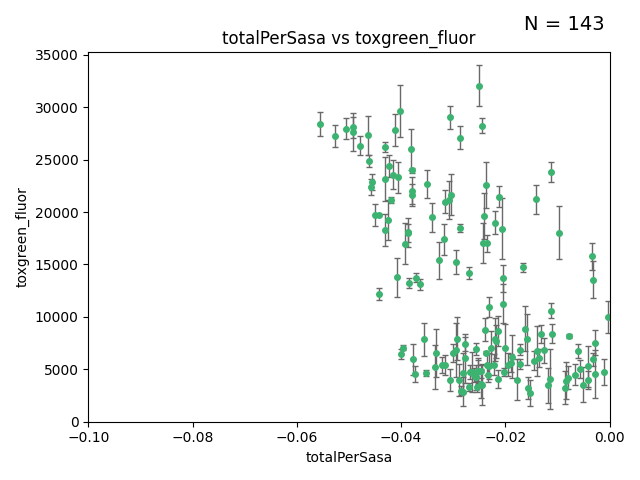 N = 143
totalPerSasa vs toxgreen_fluor
35000
30000
25000
20000
15000
10000
5000
0
toxgreen_fluor
−0.10 −0.08 −0.06 −0.04 −0.02 0.00
totalPerSasa